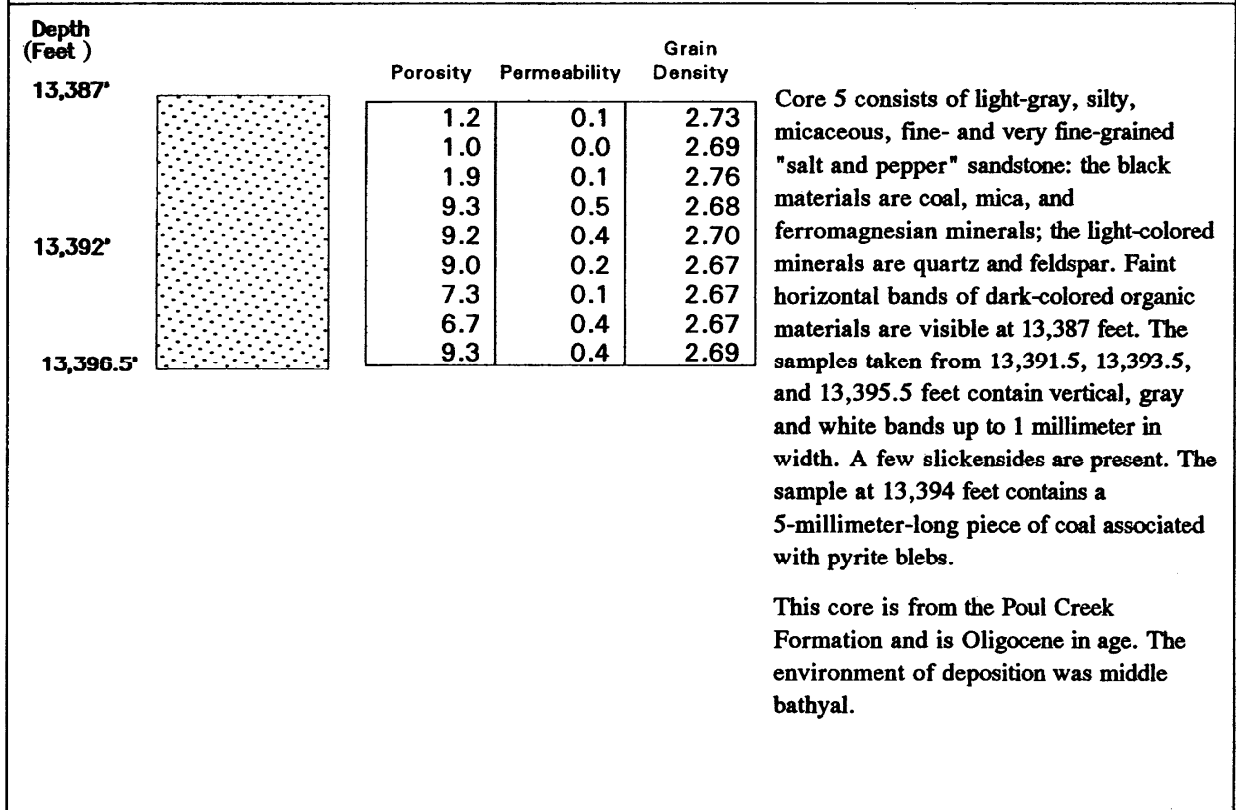 Depth
(Feet )
Porosity Permeability Grain Density
13,387'
1.2 0.1 2.73
1.0 0.0 2.69
1.9 0.1 2.76
9.3 0.5 2.68
13,392'
9.2 0.4 2.70
9.0 0.2 2.67
7.3 0.1 2.67
6.7 0.4 2.67
13,396.5'
9.3 0.4 2.69
Core 5 consists of light-gray, silty,
micaceous, fine- and very fine-grained
"salt and pepper" sandstone: the black
materials are coal, mica, and
ferromagnesian minerals; the light-colored
minerals are quartz and feldspar. Faint
horizontal bands of dark-colored organic
materials are visible at 13,387 feet. The
samples taken from 13,391.5, 13,393.5,
and 13,395.5 feet contain vertical, gray
and white bands up to 1 millimeter in
width. A few slickensides are present. The
sample at 13,394 feet contains a
5-millimeter-long piece of coal associated
with pyrite blebs.
This core is from the Poul Creek
Formation and is Oligocene in age. The
environment of deposition was middle
bathyal.